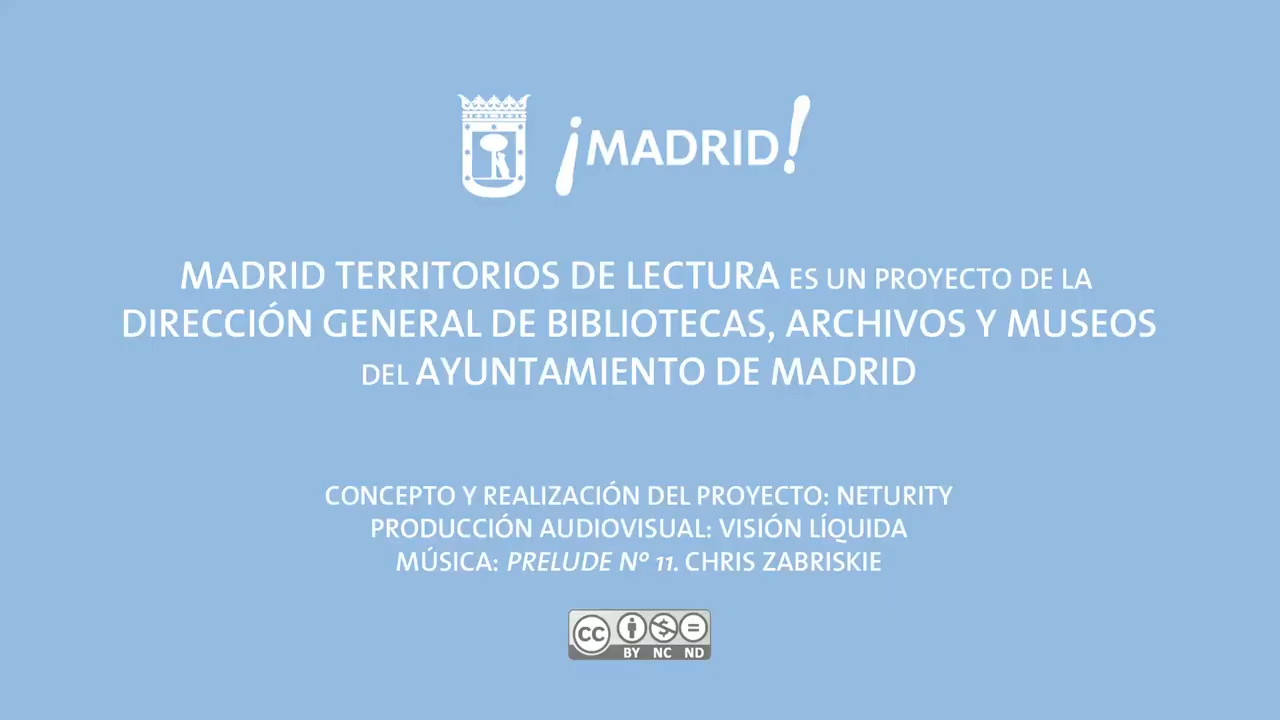 ¡MADRID!
MADRID TERRITORIOS DE LECTURA ES UN PROYECTO DE LA
DIRECCIÓN GENERAL DE BIBLIOTECAS, ARCHIVOS Y MUSEOS
DEL AYUNTAMIENTO DE MADRID
CONCEPTO Y REALIZACIÓN DEL PROYECTO: NETURITY
PRODUCCIÓN AUDIOVISUAL: VISIÓN LÍQUIDA
MÚSICA: PRELUDE Nº 11. CHRIS ZABRISKIE
CC
BY NC ND